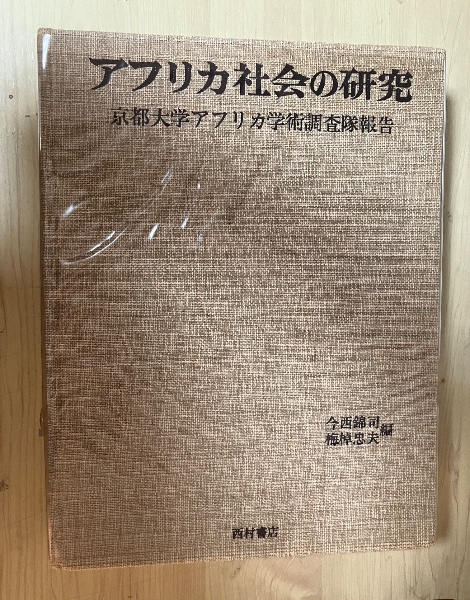 アフリカ社会の研究
京都大学アフリカ学術調査隊報告
今西錦司
梅棹忠夫
編
西村書店